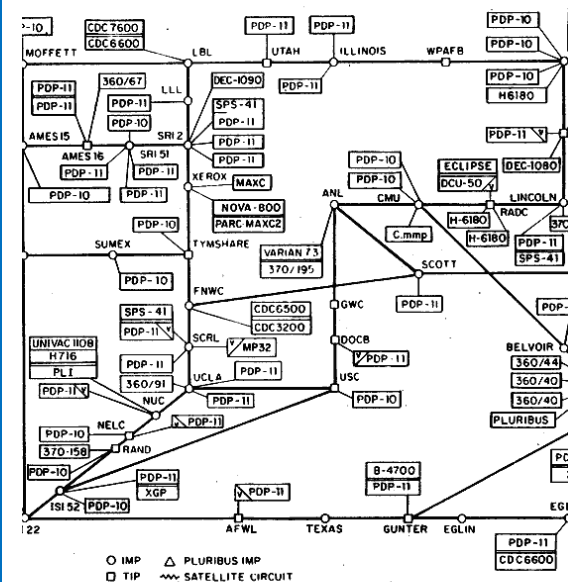 CDC7600
CDC6600
PDP-11
PDP-11
PDP-10
PDP-10
MOFFETT
LBL
UTAH
ILLINOIS
WPAFB
PDP-10
H6180
PDP-11
PDP-11
360/67
LLL
PDP-11
DEC-1090
PDP-11
PDP-10
SPS-41
PDP-11
PDP-11
PDP-11
AMES15
AMES16
SRI51
SRI2
PDP-11
PDP-11
PDP-11
PDP-10
PDP-11
DEC-1080
PDP-10
PDP-10
ECLIPSE
DCU-50
XEROX
MAXC
NOVA-800
PARC-MAXC2
ANL
CMU
RADC
LINCOLN
C.mmp
H-6180
H-6180
370
PDP-11
SPS-41
PDP-10
SUMEX
TYMSHARE
VARIAN 73
370/195
SCOTT
PDP-10
PDP-11
FNWC
CDC6500
CDC3200
GWC
SPS-41
PDP-11
SCRL
MP32
DOCB
PDP-11
UNIVAC 1108
H716
PLI
PDP-11
PDP-11
360/91
UCLA
PDP-11
PDP-11
USC
PDP-10
BELVOIR
360/44
360/40
360/40
PLURIBUS
NUC
NELC
PDP-11
PDP-10
370-158
RAND
PDP-10
PDP-11
XGP
ISI52
PDP-10
B-4700
PDP-11
PDP-11
22
AFWL
TEXAS
GUNTER
EGLIN
PDP-11
CDC6600
IMP
PLURIBUS IMP
TIP
SATELLITE CIRCUIT